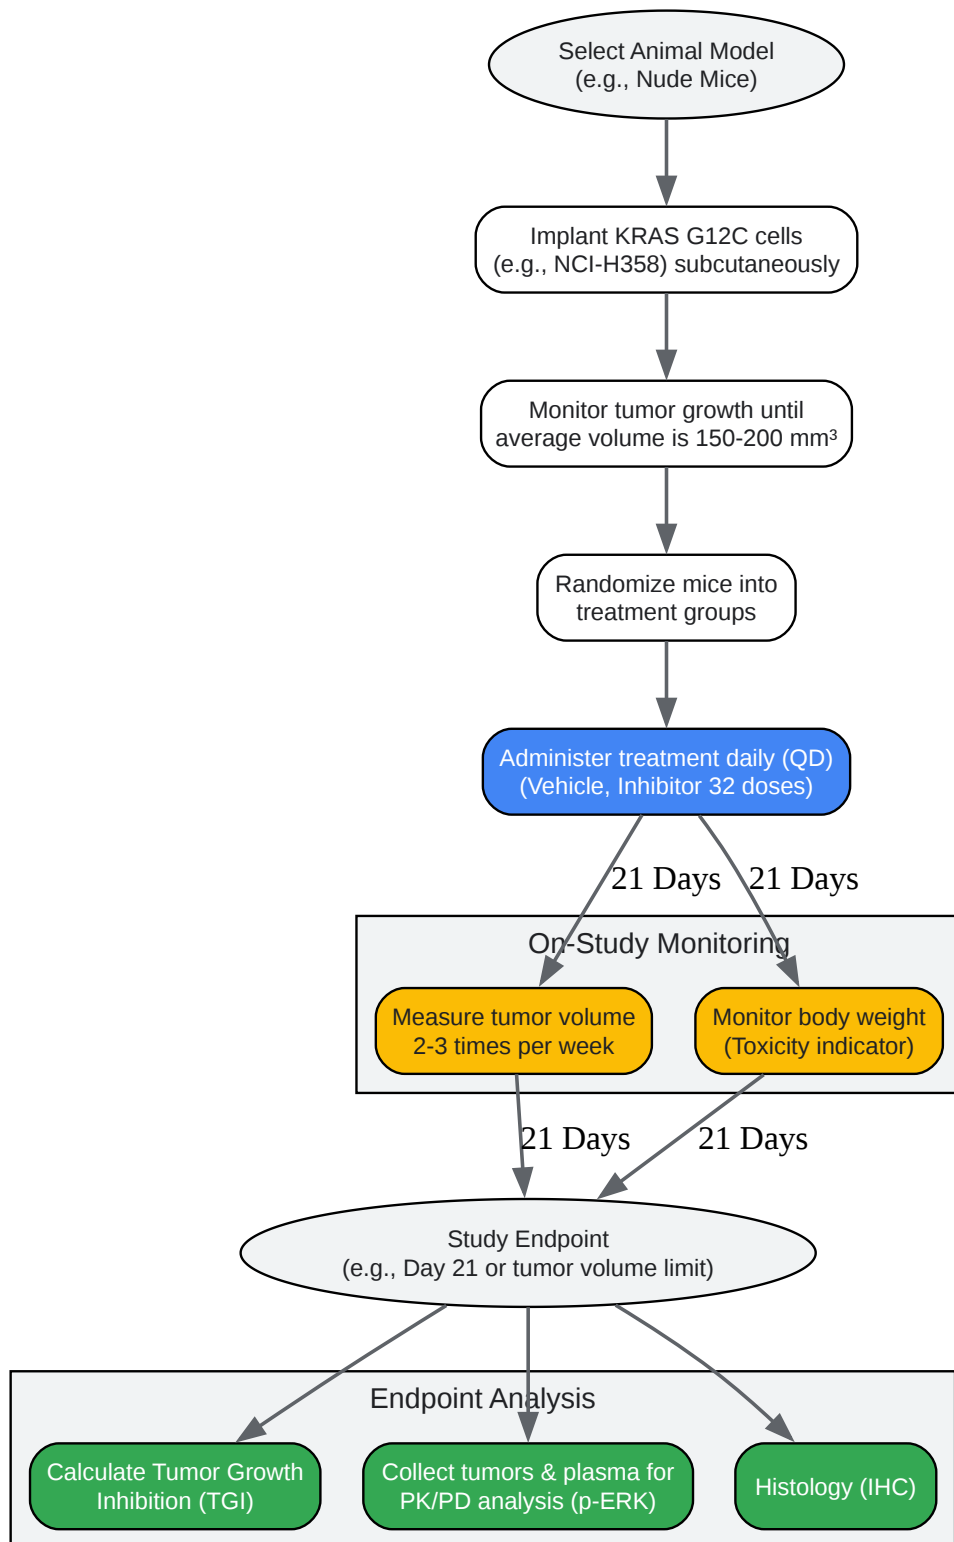 Select Animal Model
(e.g., Nude Mice)
Implant KRAS G12C cells
(e.g., NCI-H358) subcutaneously
Monitor tumor growth until
average volume is 150-200 mm³
Randomize mice into
treatment groups
Administer treatment daily (QD)
(Vehicle, Inhibitor 32 doses)
21 Days
21 Days
On-Study Monitoring
Measure tumor volume
2-3 times per week
Monitor body weight
(Toxicity indicator)
21 Days
21 Days
Study Endpoint
(e.g., Day 21 or tumor volume limit)
Endpoint Analysis
Calculate Tumor Growth
Inhibition (TGI)
Collect tumors & plasma for
PK/PD analysis (p-ERK)
Histology (IHC)